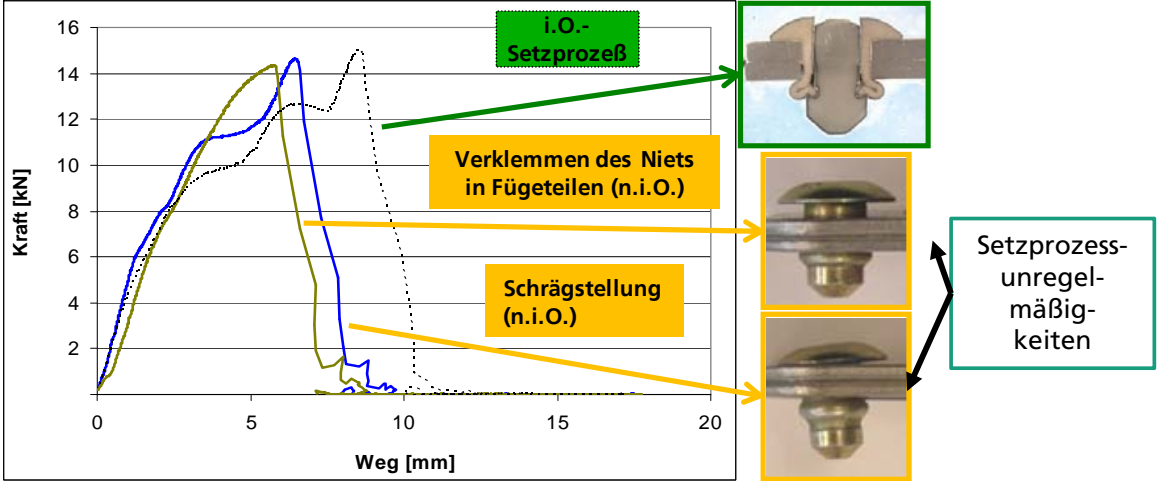 16
14
12
10
8
6
4
2
0
5
10
15
20
Kraft [kN]
Weg [mm]
i.O.-
Setzprozeß
Verklemmen des Niets
in Fügeteilen (n.i.O.)
Schrägstellung
(n.i.O.)
Setzprozess-
unregel-
mäßig-
keiten